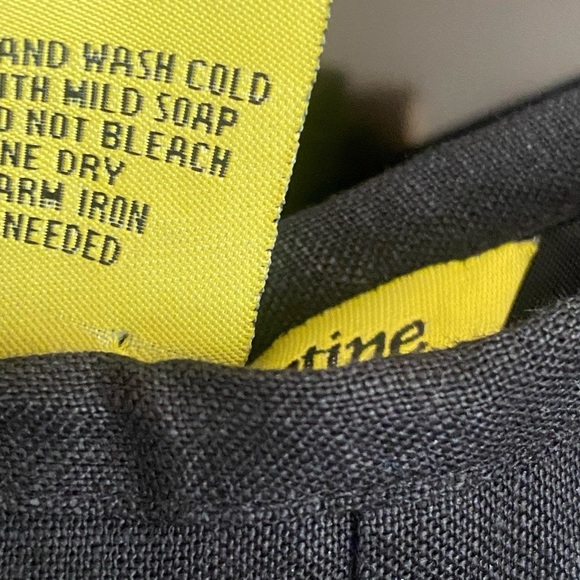 AND WASH COLD
ITH MILD SOAP
O NOT BLEACH
NE DRY
ARM IRON
NEEDED
tine